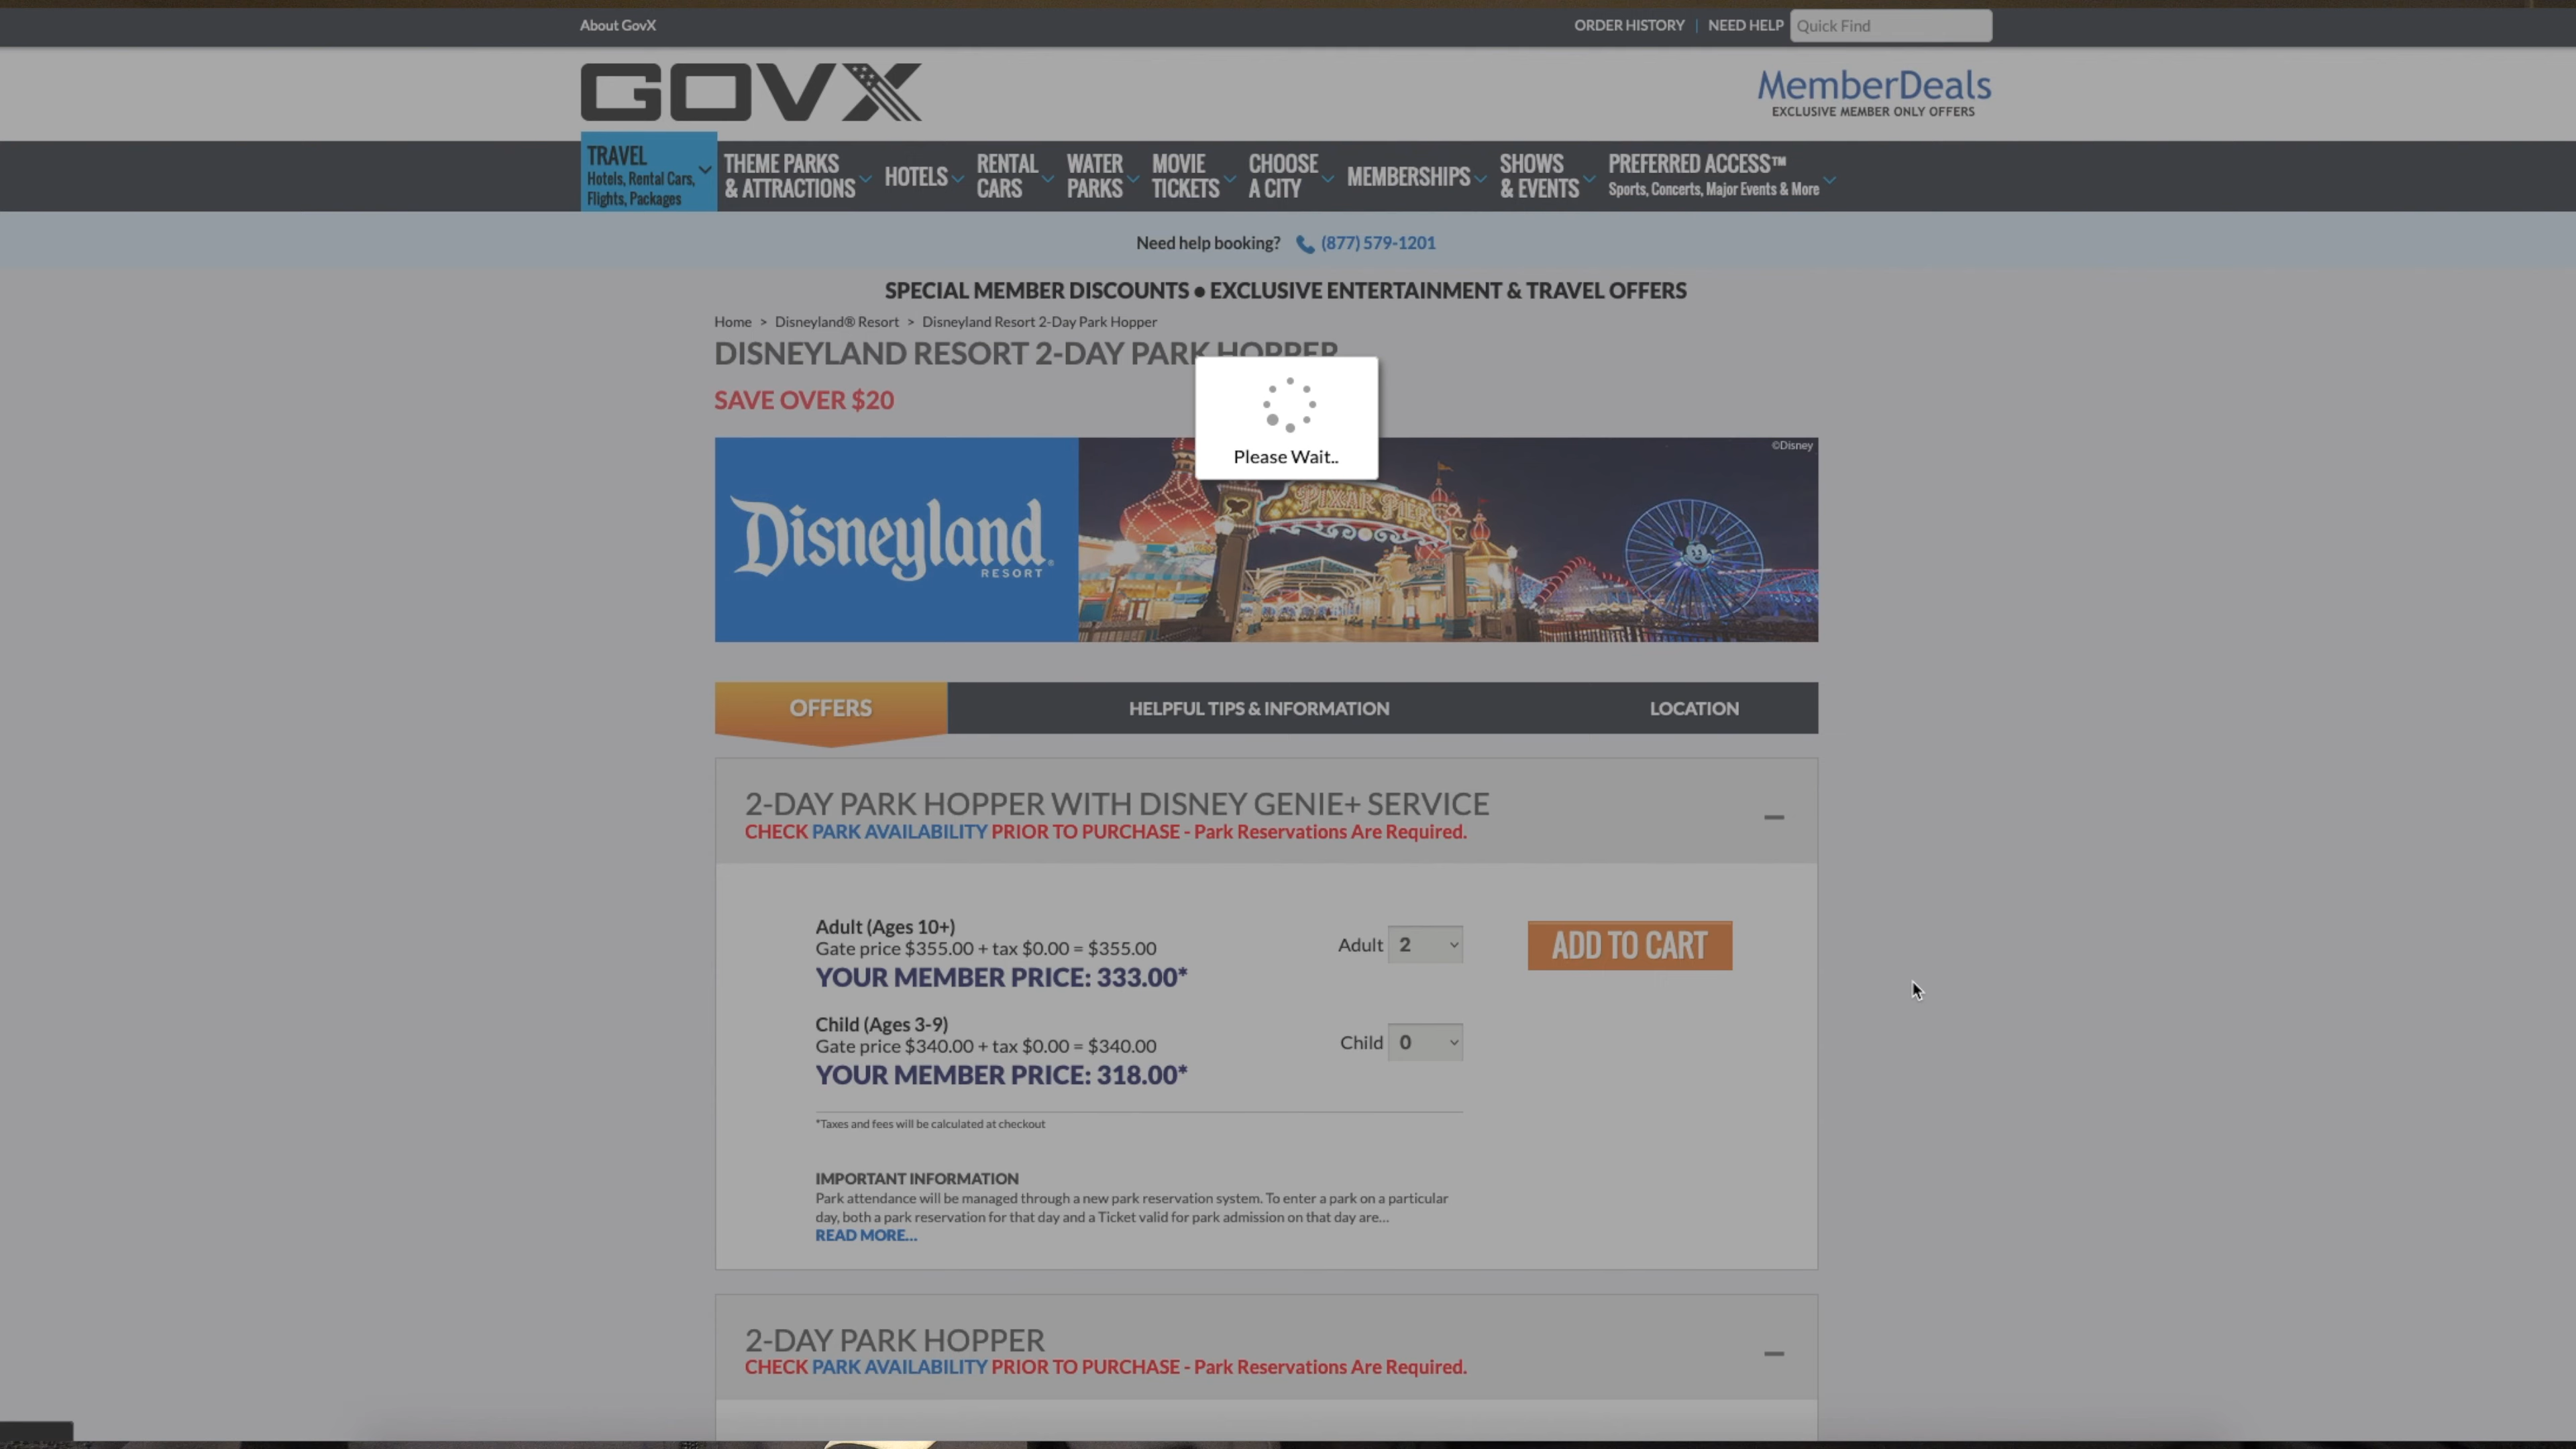 About GovX
ORDER HISTORY | NEED HELP Quick Find
GOVX
MemberDeals
EXCLUSIVE MEMBER ONLY OFFERS
TRAVEL
Hotels, Rental Cars,
Flights, Packages
THEME PARKS
& ATTRACTIONS
HOTELS
RENTAL
CARS
WATER
PARKS
MOVIE
TICKETS
CHOOSE
A CITY
MEMBERSHIPS
SHOWS
& EVENTS
PREFERRED ACCESS™
Sports, Concerts, Major Events & More
Need help booking? (877) 579-1201
SPECIAL MEMBER DISCOUNTS ● EXCLUSIVE ENTERTAINMENT & TRAVEL OFFERS
Home > Disneyland® Resort > Disneyland Resort 2-Day Park Hopper
DISNEYLAND RESORT 2-DAY PARK HOPPER
SAVE OVER $20
Please Wait..
©Disney
Disneyland®
RESORT
PIXAR PIER
OFFERS
HELPFUL TIPS & INFORMATION
LOCATION
2-DAY PARK HOPPER WITH DISNEY GENIE+ SERVICE
CHECK PARK AVAILABILITY PRIOR TO PURCHASE - Park Reservations Are Required.
Adult (Ages 10+)
Gate price $355.00 + tax $0.00 = $355.00
YOUR MEMBER PRICE: 333.00*
Adult 2
ADD TO CART
Child (Ages 3-9)
Gate price $340.00 + tax $0.00 = $340.00
YOUR MEMBER PRICE: 318.00*
Child 0
*Taxes and fees will be calculated at checkout
IMPORTANT INFORMATION
Park attendance will be managed through a new park reservation system. To enter a park on a particular
day, both a park reservation for that day and a Ticket valid for park admission on that day are...
READ MORE...
2-DAY PARK HOPPER
CHECK PARK AVAILABILITY PRIOR TO PURCHASE - Park Reservations Are Required.